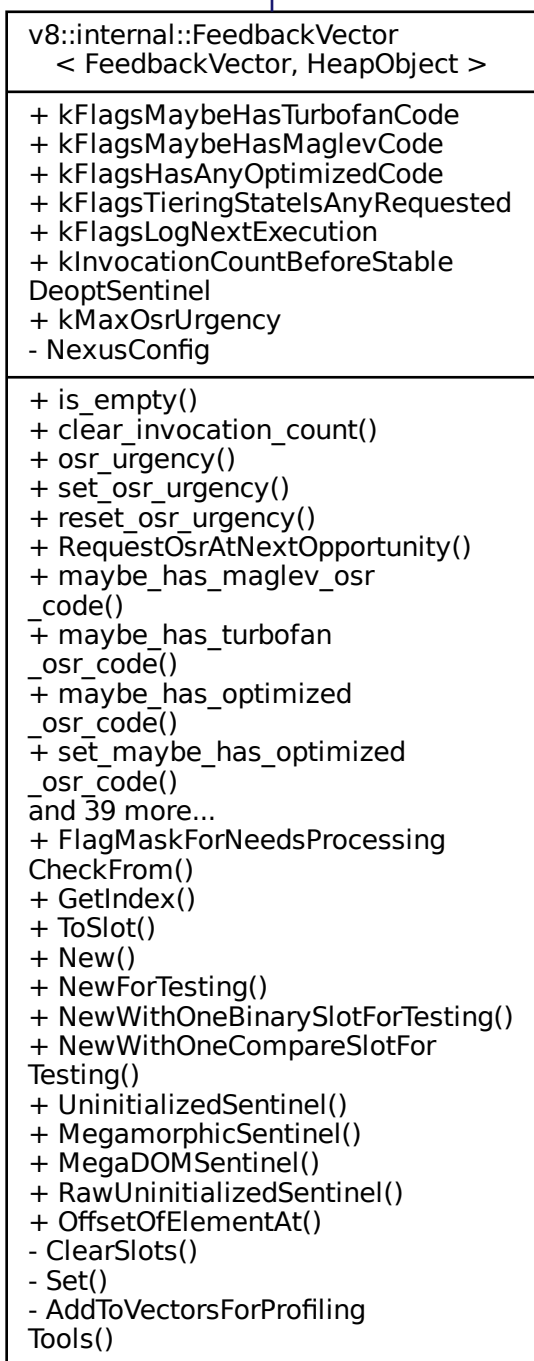 v8::internal::FeedbackVector
< FeedbackVector, HeapObject >
+ kFlagsMaybeHasTurbofanCode
+ kFlagsMaybeHasMaglevCode
+ kFlagsHasAnyOptimizedCode
+ kFlagsTieringStateIsAnyRequested
+ kFlagsLogNextExecution
+ kInvocationCountBeforeStable
DeoptSentinel
+ kMaxOsrUrgency
- NexusConfig
+ is_empty()
+ clear_invocation_count()
+ osr_urgency()
+ set_osr_urgency()
+ reset_osr_urgency()
+ RequestOsrAtNextOpportunity()
+ maybe_has_maglev_osr
_code()
+ maybe_has_turbofan
_osr_code()
+ maybe_has_optimized
_osr_code()
+ set_maybe_has_optimized
_osr_code()
and 39 more...
+ FlagMaskForNeedsProcessing
CheckFrom()
+ GetIndex()
+ ToSlot()
+ New()
+ NewForTesting()
+ NewWithOneBinarySlotForTesting()
+ NewWithOneCompareSlotFor
Testing()
+ UninitializedSentinel()
+ MegamorphicSentinel()
+ MegaDOMSentinel()
+ RawUninitializedSentinel()
+ OffsetOfElementAt()
- ClearSlots()
- Set()
- AddToVectorsForProfiling
Tools()